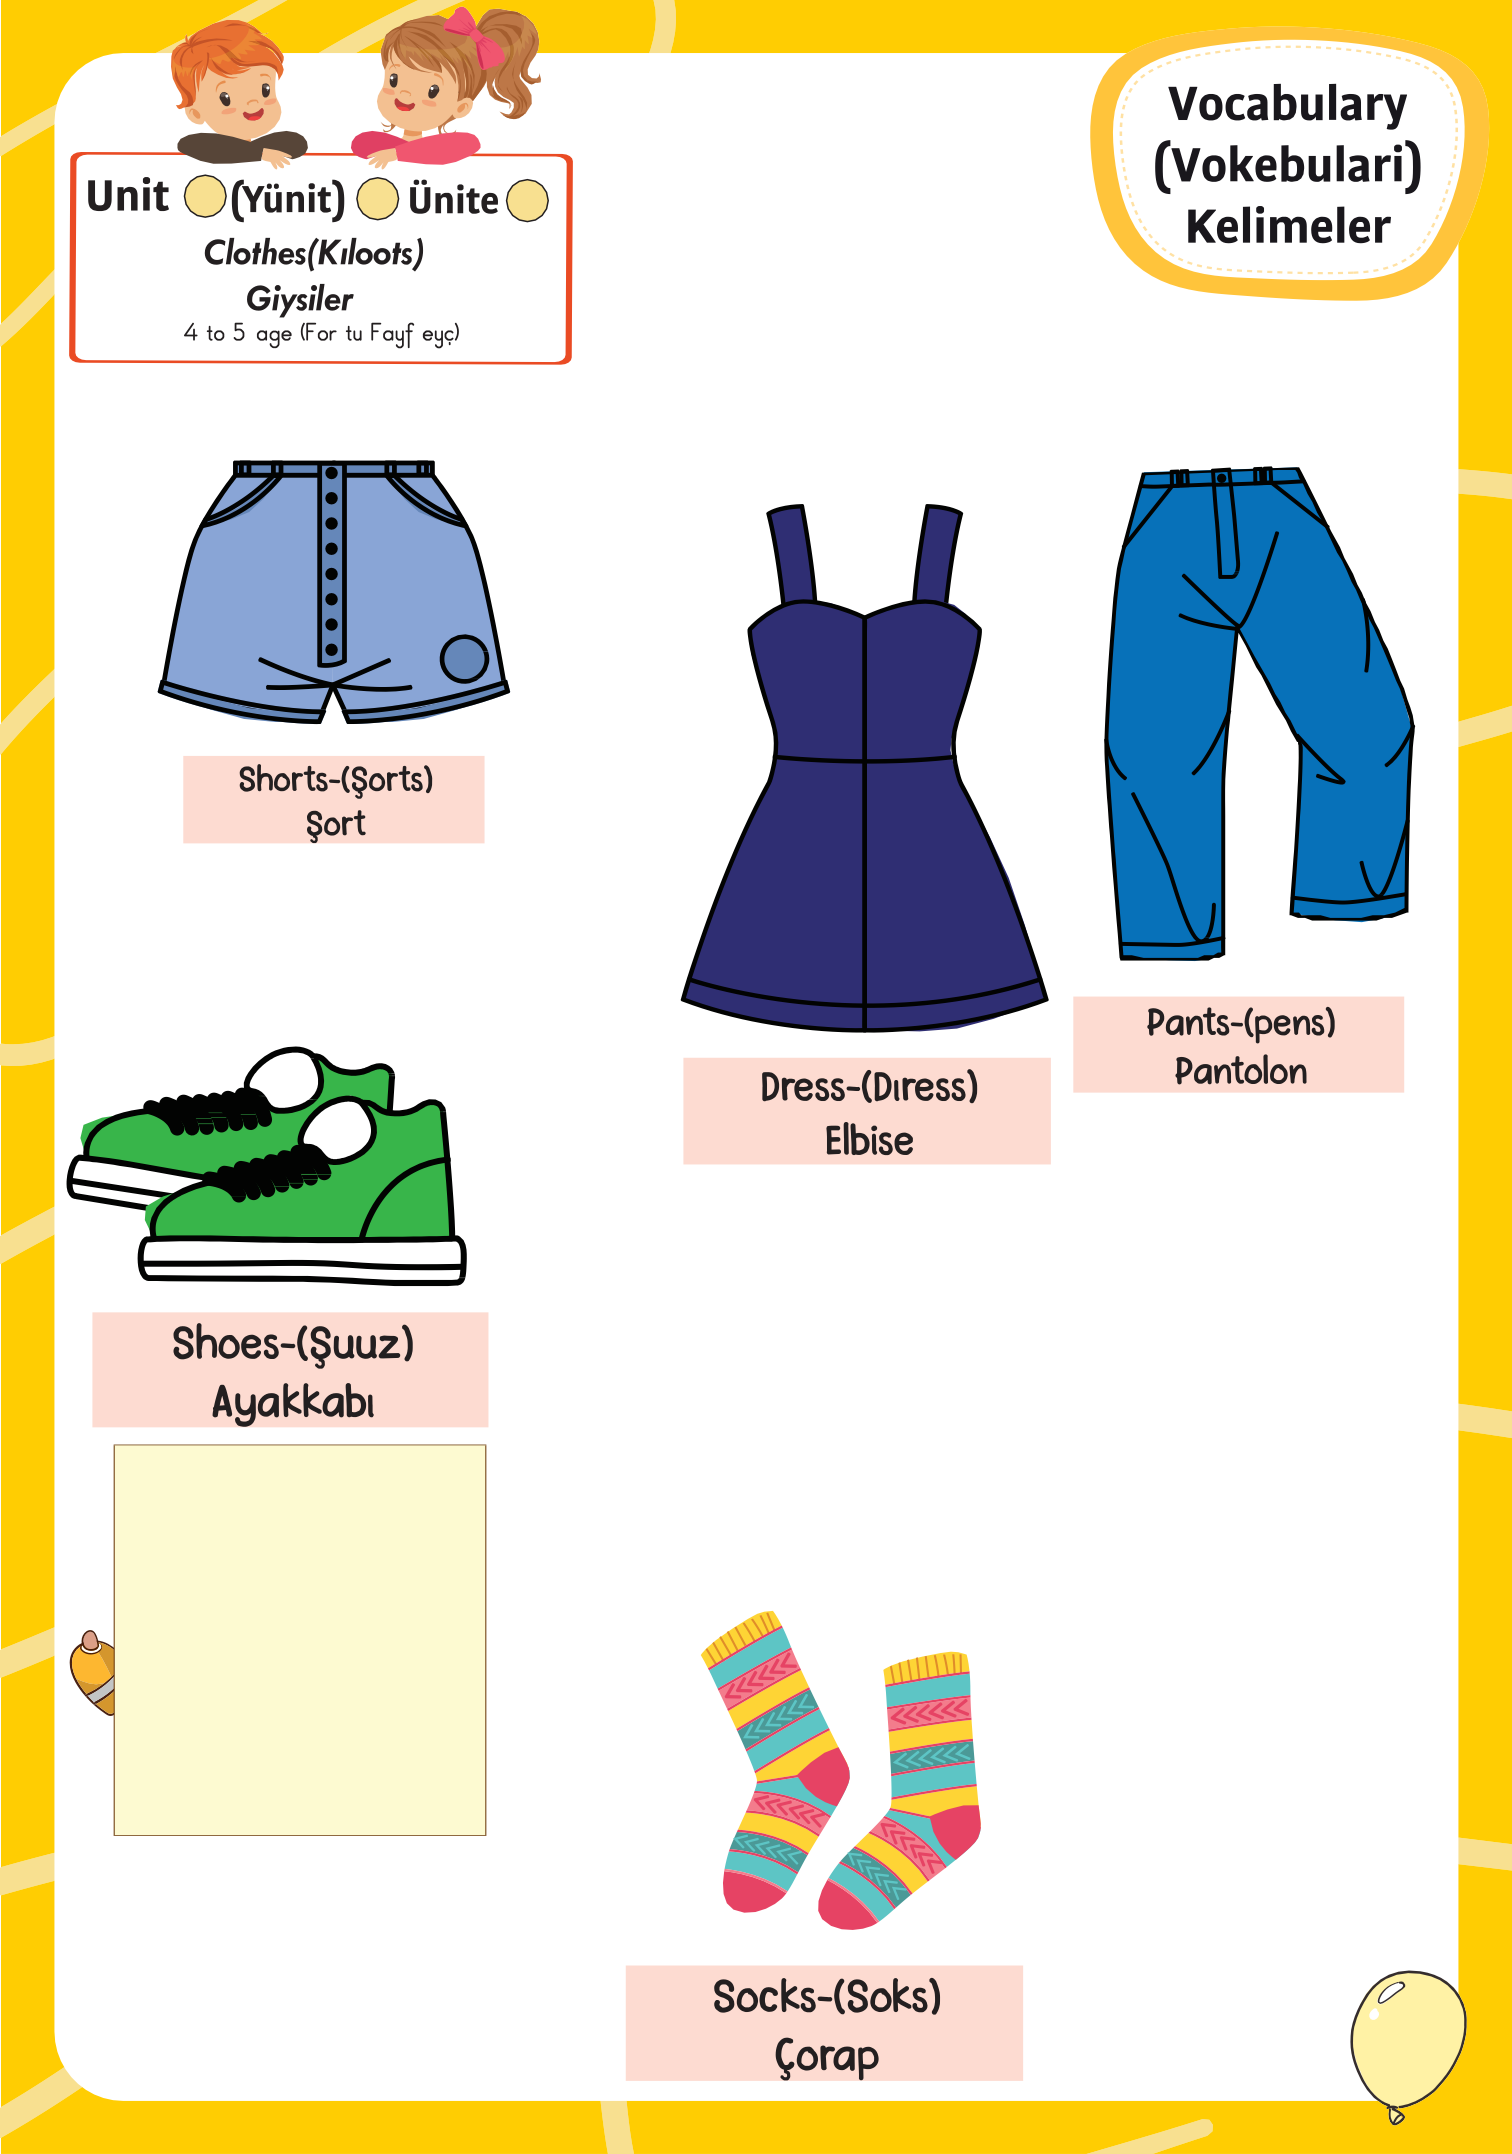 Unit (Yünit) Ünite
Clothes(Kıloots)
Giysiler
4 to 5 age (For tu Fayf eyç)
Vocabulary
(Vokebulari)
Kelimeler
Shorts-(Şorts)
Şort
Dress-(Dıress)
Elbise
Pants-(pens)
Pantolon
Shoes-(Şuuz)
Ayakkabı
Socks-(Soks)
Çorap